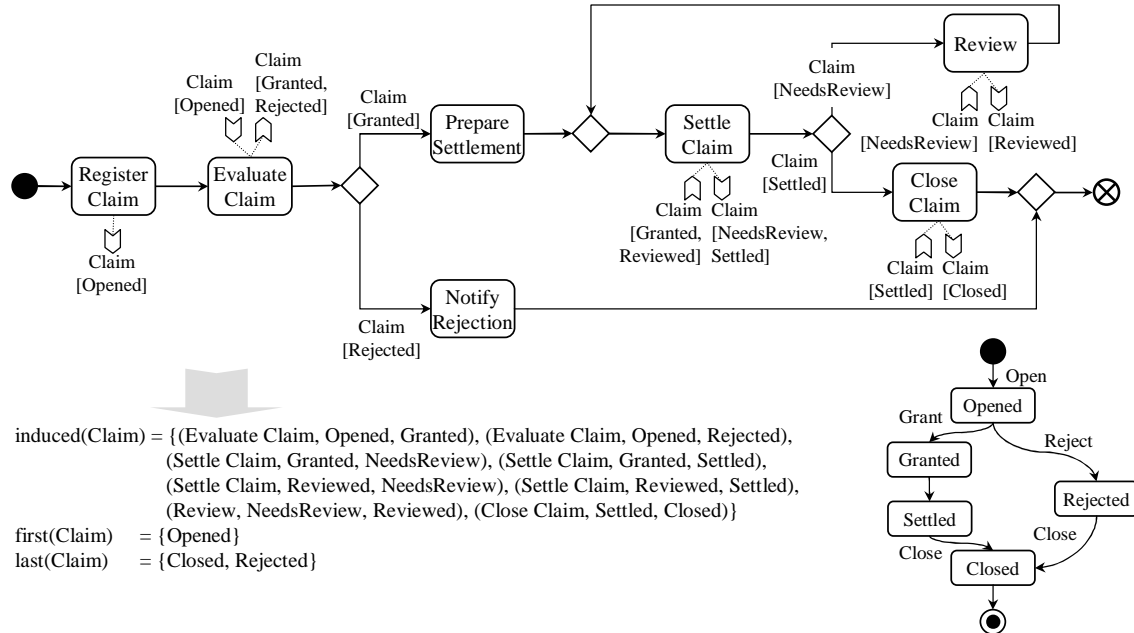 Claim
[Opened]
Claim
[Granted,
Rejected]
Claim
[Granted]
Prepare
Settlement
Settle
Claim
Claim
[NeedsReview]
Review
Claim
[NeedsReview]
Claim
[Reviewed]
Register
Claim
Evaluate
Claim
Claim
[Opened]
Claim
[Granted,
Reviewed]
Claim
[NeedsReview,
Settled]
Claim
[Settled]
Close
Claim
Claim
[Settled]
Claim
[Closed]
Claim
[Rejected]
Notify
Rejection
induced(Claim) = {(Evaluate Claim, Opened, Granted), (Evaluate Claim, Opened, Rejected),
(Settle Claim, Granted, NeedsReview), (Settle Claim, Granted, Settled),
(Settle Claim, Reviewed, NeedsReview), (Settle Claim, Reviewed, Settled),
(Review, NeedsReview, Reviewed), (Close Claim, Settled, Closed)}
first(Claim) = {Opened}
last(Claim) = {Closed, Rejected}
Open
Opened
Grant
Reject
Granted
Rejected
Settled
Close
Close
Closed